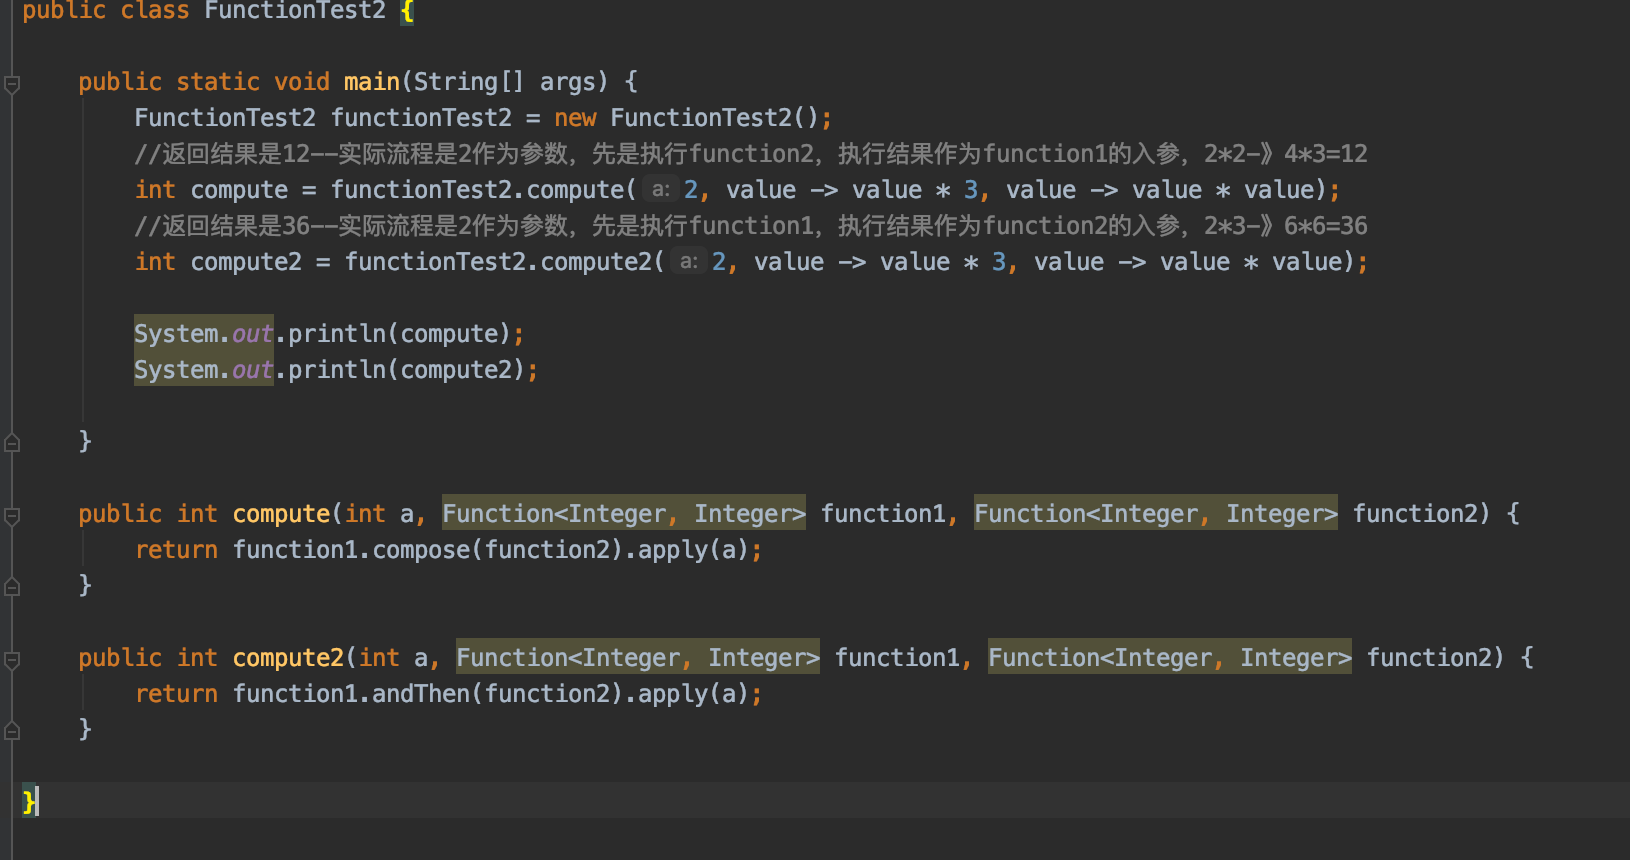 public class FunctionTest2 {
public static void main(String[] args) {
FunctionTest2 functionTest2 = new FunctionTest2();
//返回结果是12--实际流程是2作为参数，先是执行function2，执行结果作为function1的入参，2*2-》4*3=12
int compute = functionTest2.compute( a: 2, value -> value * 3, value -> value * value);
//返回结果是36--实际流程是2作为参数，先是执行function1，执行结果作为function2的入参，2*3-》6*6=36
int compute2 = functionTest2.compute2( a: 2, value -> value * 3, value -> value * value);
System.out.println(compute);
System.out.println(compute2);
}
public int compute(int a, Function<Integer, Integer> function1, Function<Integer, Integer> function2) {
return function1.compose(function2).apply(a);
}
public int compute2(int a, Function<Integer, Integer> function1, Function<Integer, Integer> function2) {
return function1.andThen(function2).apply(a);
}
}